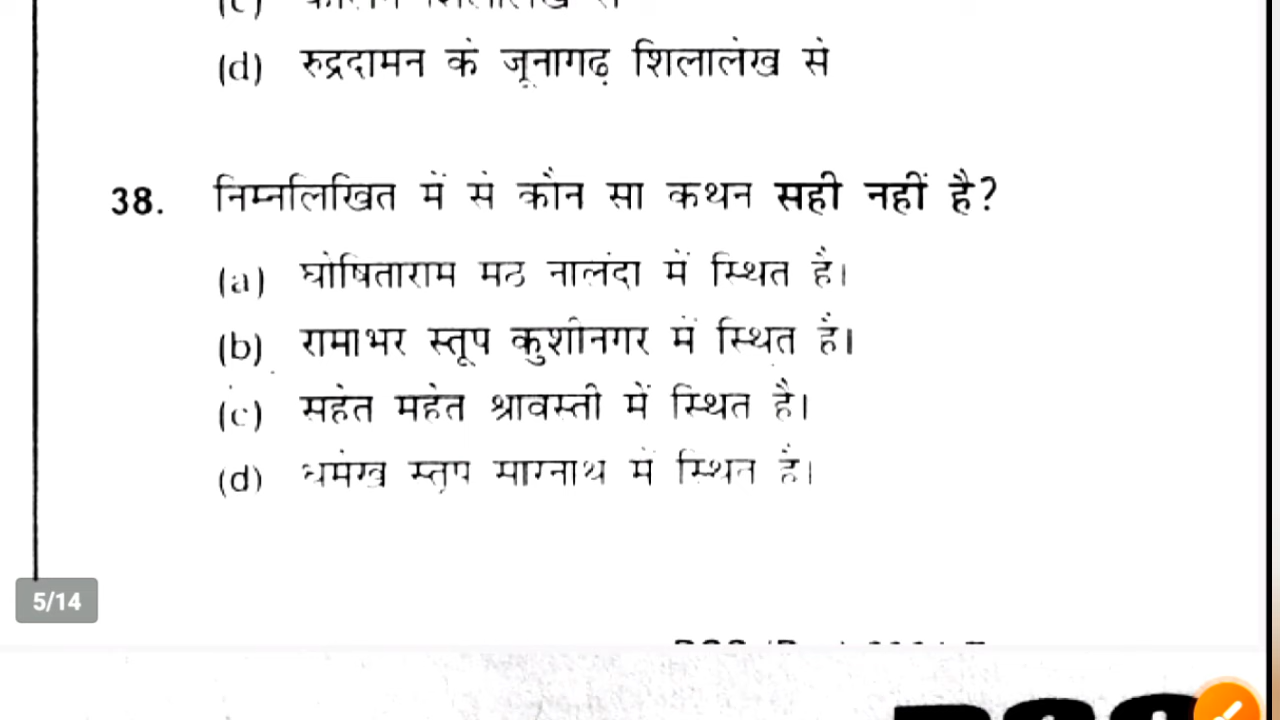 (d) रुद्रदामन के जूनागढ़ शिलालेख से
38. निम्नलिखित में से कौन सा कथन सही नहीं है?
(a) घोषिताराम मठ नालंदा में स्थित है।
(b) रामाभर स्तूप कुशीनगर में स्थित है।
(c) सहेत महेत श्रावस्ती में स्थित है।
(d) धमेख स्तूप सारनाथ में स्थित है।
5/14